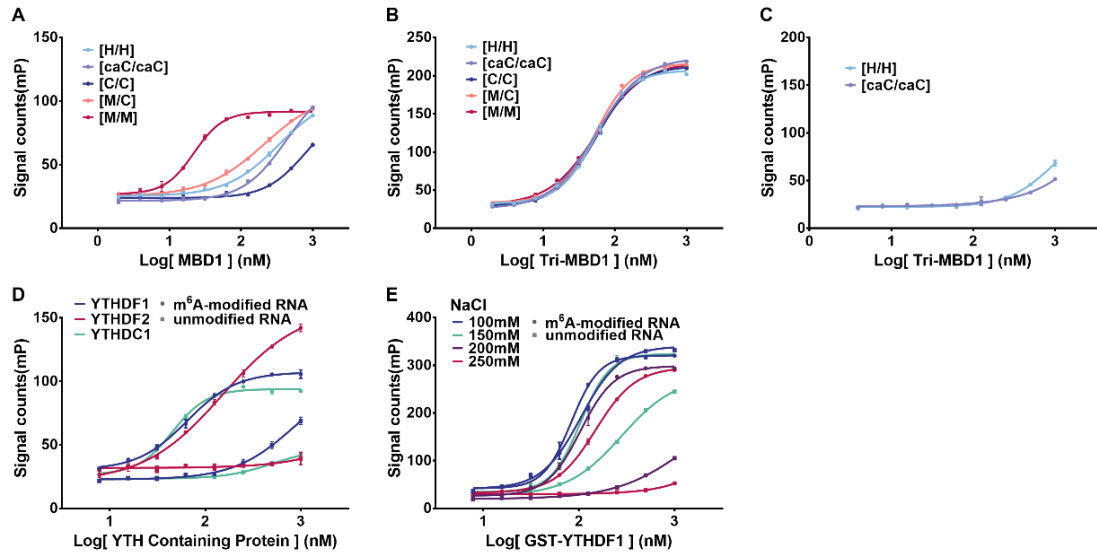 A
Signal counts(mP)
150
100
50
0
[H/H]
[caC/caC]
[C/C]
[M/C]
[M/M]
0 1 2 3
Log[ MBD1 ] (nM)
B
Signal counts(mP)
250
200
150
100
50
0
[H/H]
[caC/caC]
[C/C]
[M/C]
[M/M]
0 1 2 3
Log[ Tri-MBD1 ] (nM)
C
Signal counts(mP)
200
150
100
50
0
[H/H]
[caC/caC]
0 1 2 3
Log[ Tri-MBD1 ] (nM)
D
Signal counts(mP)
150
100
50
0
YTHDF1
YTHDF2
YTHDC1
m⁶A-modified RNA
unmodified RNA
1 2 3
Log[ YTH Containing Protein ] (nM)
E
Signal counts(mP)
400
300
200
100
0
NaCl
100mM
150mM
200mM
250mM
m⁶A-modified RNA
unmodified RNA
1 2 3
Log[ GST-YTHDF1 ] (nM)